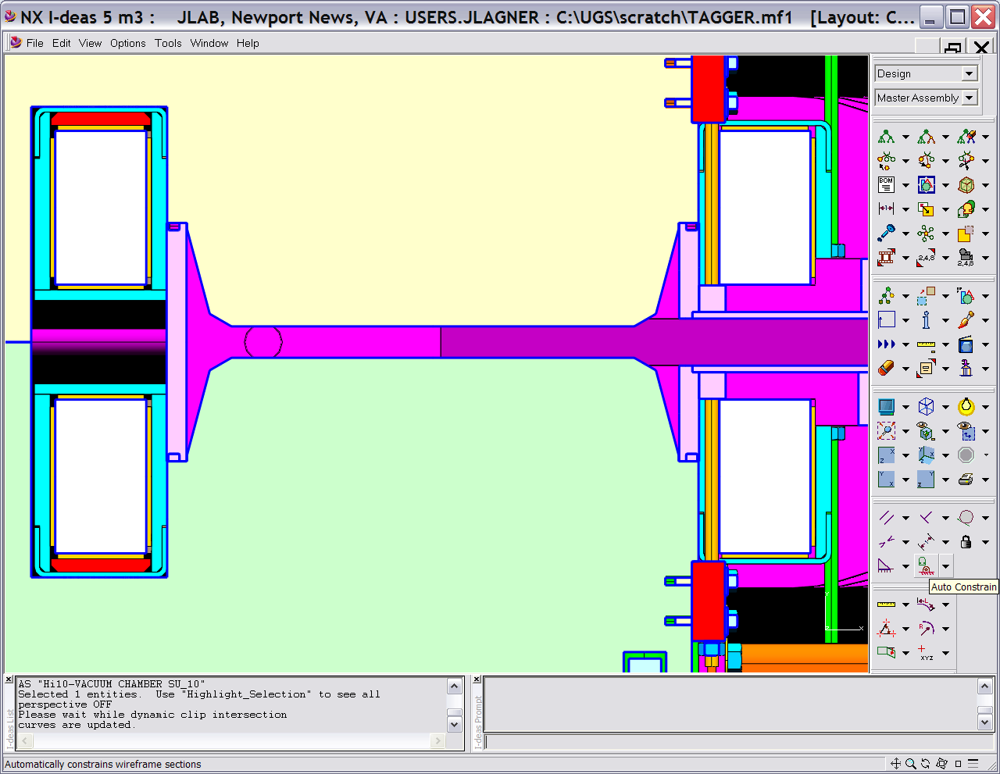 NX I-deas 5 m3 :    JLAB, Newport News, VA : USERS.JLAGNER : C:\UGS\scratch\TAGGER.mf1   [Layout: C...
File Edit View Options Tools Window Help
Design
Master Assembly
BOM
2,4,8
2,4,8
X
Z
Y
X
Z
Y
X
Y
Z
Auto Constrain
L
R
XYZ
Y
Z
X
I-deas List
AS "Hi10-VACUUM CHAMBER SU_10"
Selected 1 entities.  Use "Highlight_Selection" to see all
perspective OFF
Please wait while dynamic clip intersection
curves are updated.
I-deas Prompt
Automatically constrains wireframe sections